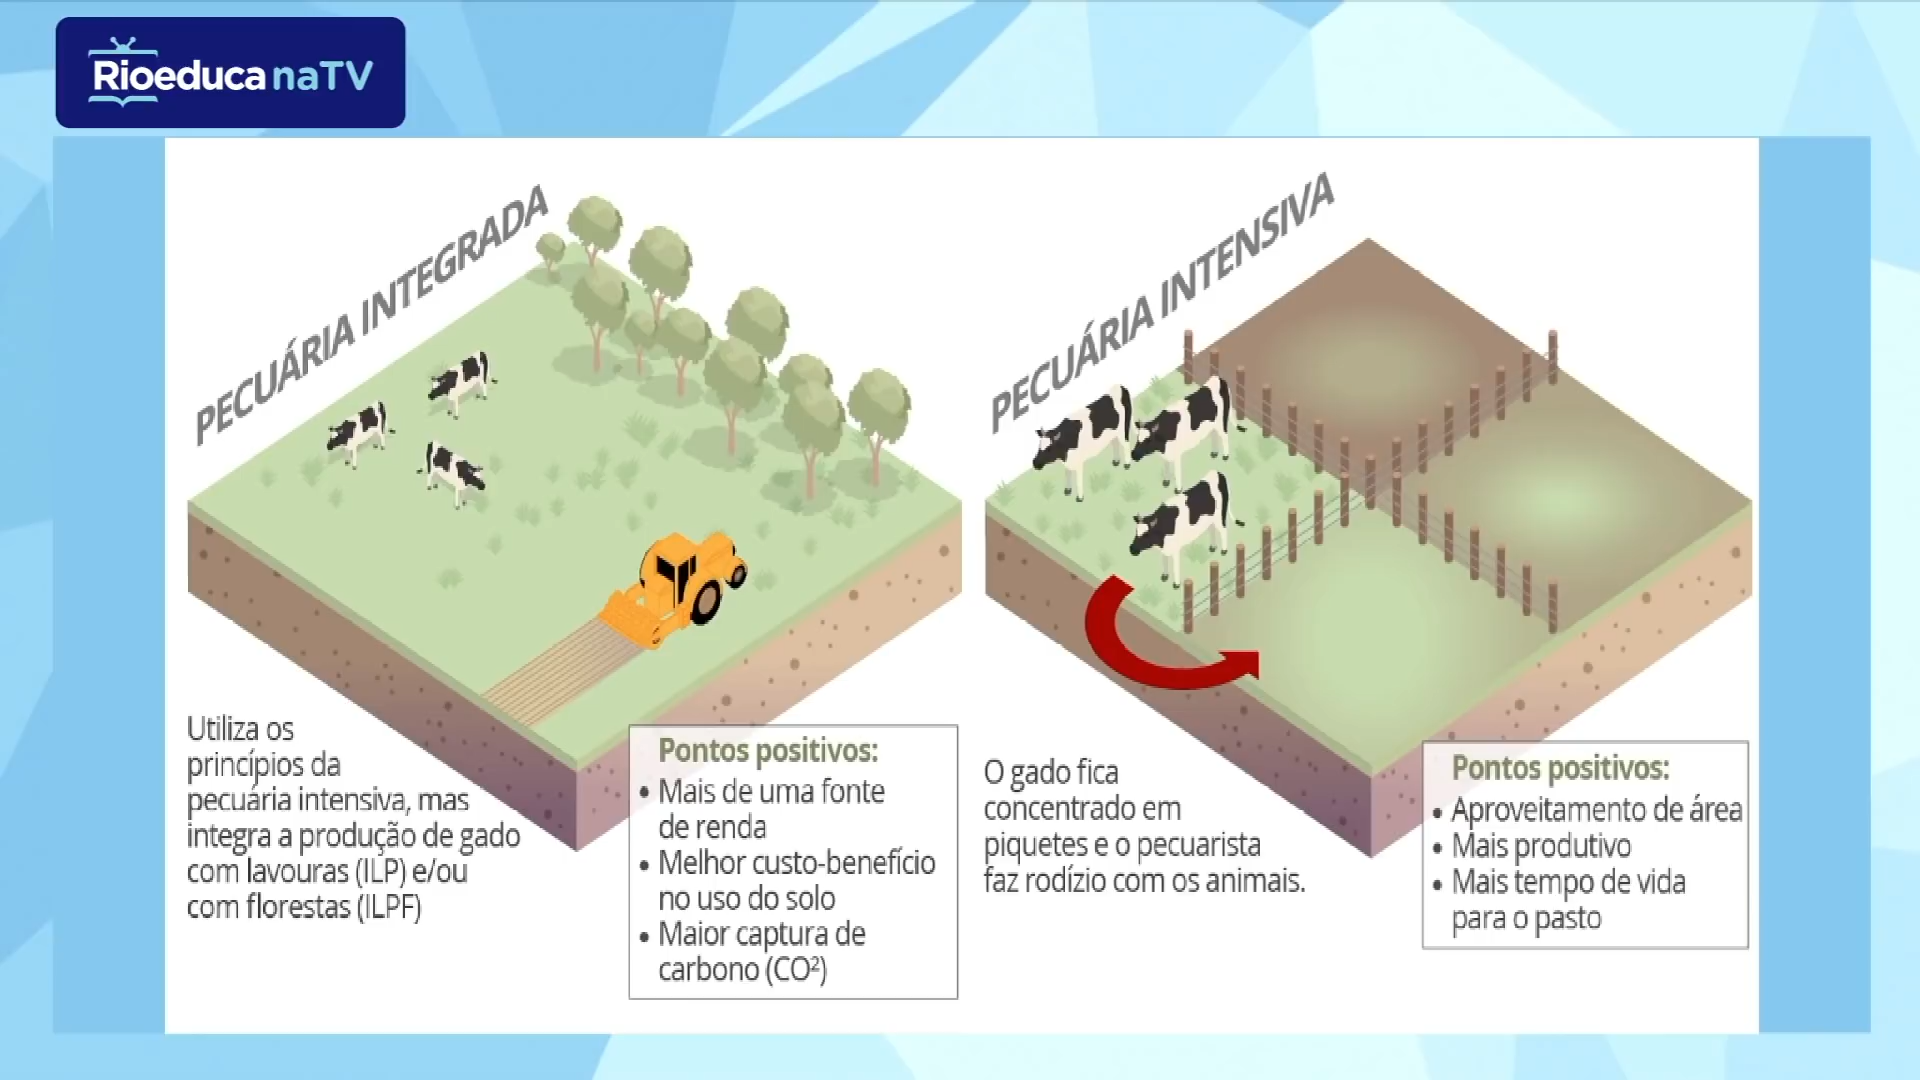 Rioeduca naTV
PECUÁRIA INTEGRADA
Utiliza os
princípios da
pecuária intensiva, mas
integra a produção de gado
com lavouras (ILP) e/ou
com florestas (ILPF)
Pontos positivos:
• Mais de uma fonte
de renda
• Melhor custo-benefício
no uso do solo
• Maior captura de
carbono (CO²)
PECUÁRIA INTENSIVA
O gado fica
concentrado em
piquetes e o pecuarista
faz rodízio com os animais.
Pontos positivos:
• Aproveitamento de área
• Mais produtivo
• Mais tempo de vida
para o pasto